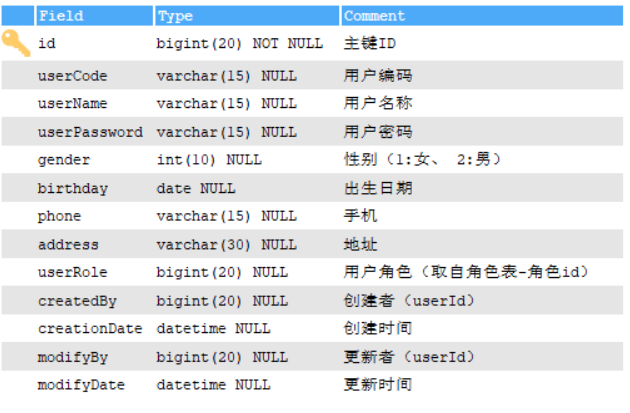 Field Type Comment
id bigint(20) NOT NULL 主键ID
userCode varchar(15) NULL 用户编码
userName varchar(15) NULL 用户名称
userPassword varchar(15) NULL 用户密码
gender int(10) NULL 性别（1:女、 2:男）
birthday date NULL 出生日期
phone varchar(15) NULL 手机
address varchar(30) NULL 地址
userRole bigint(20) NULL 用户角色（取自角色表-角色id）
createdBy bigint(20) NULL 创建者（userId）
creationDate datetime NULL 创建时间
modifyBy bigint(20) NULL 更新者（userId）
modifyDate datetime NULL 更新时间